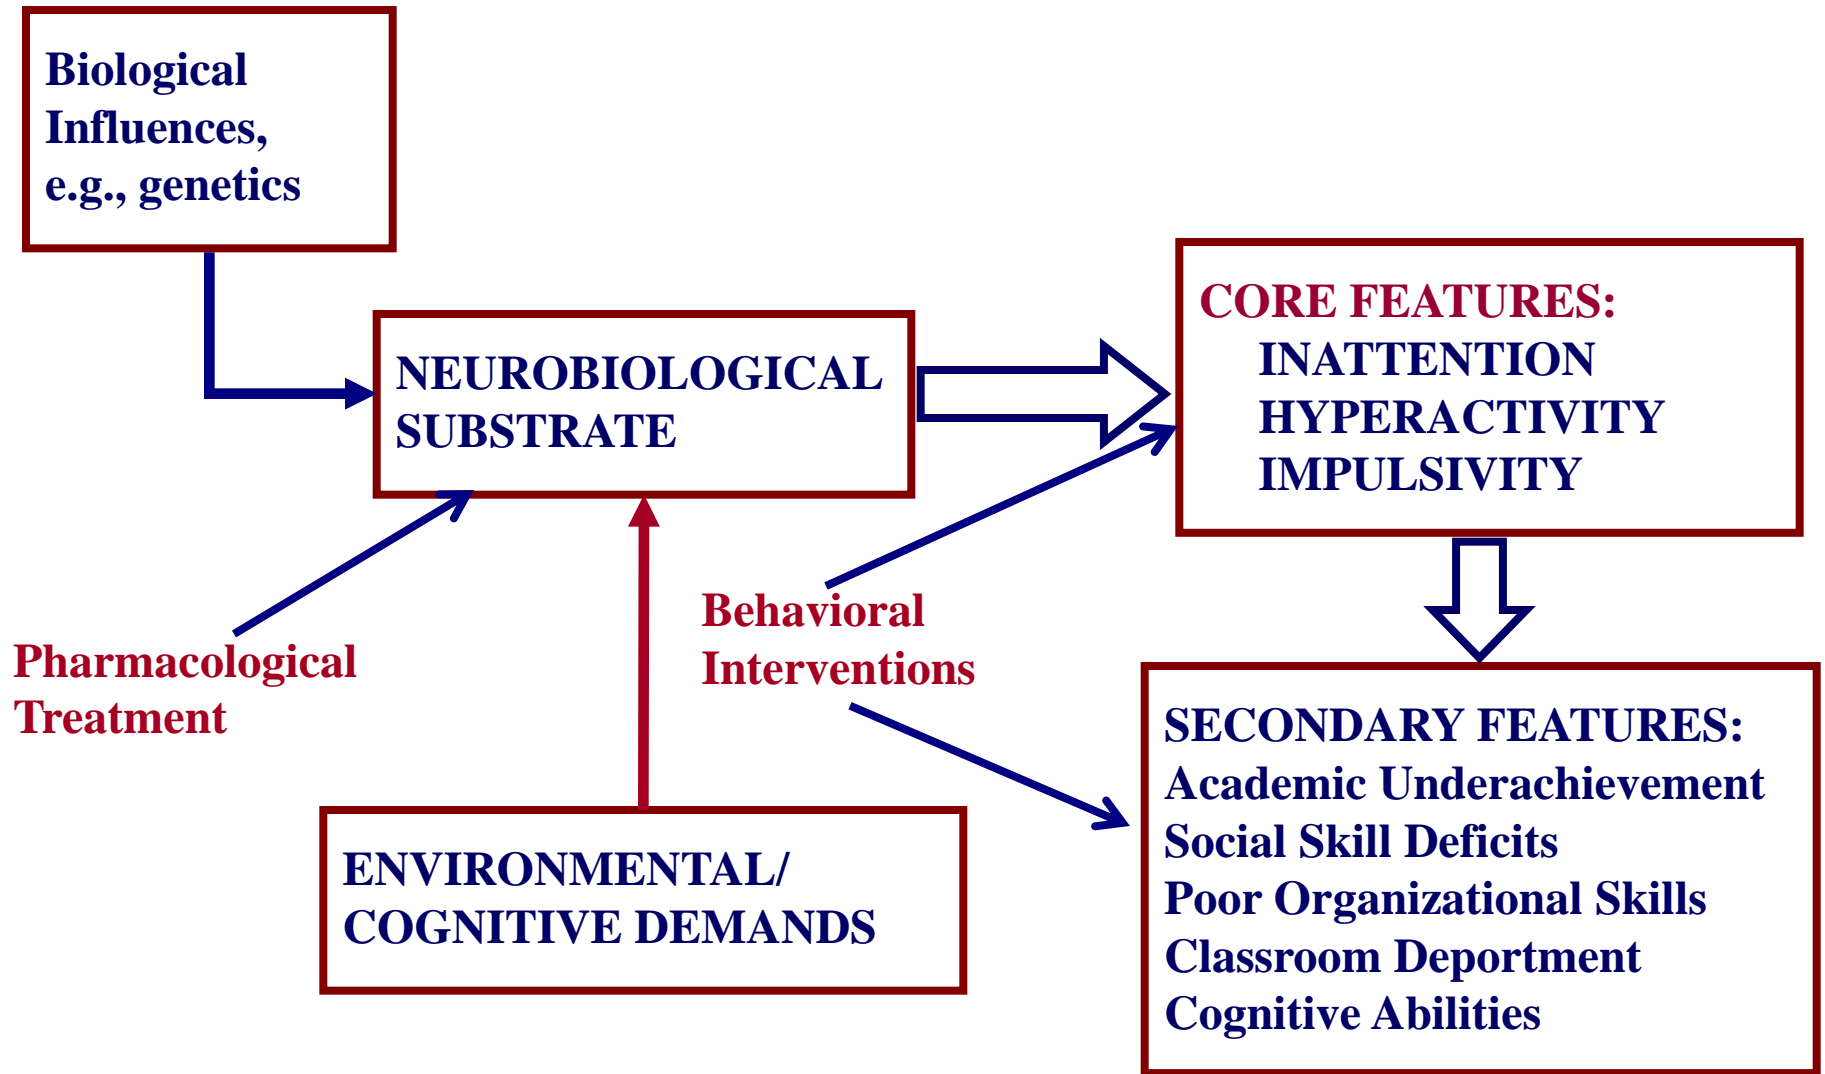 Biological
Influences,
e.g., genetics
NEUROBIOLOGICAL
SUBSTRATE
CORE FEATURES:
INATTENTION
HYPERACTIVITY
IMPULSIVITY
Pharmacological
Treatment
Behavioral
Interventions
ENVIRONMENTAL/
COGNITIVE DEMANDS
SECONDARY FEATURES:
Academic Underachievement
Social Skill Deficits
Poor Organizational Skills
Classroom Deportment
Cognitive Abilities